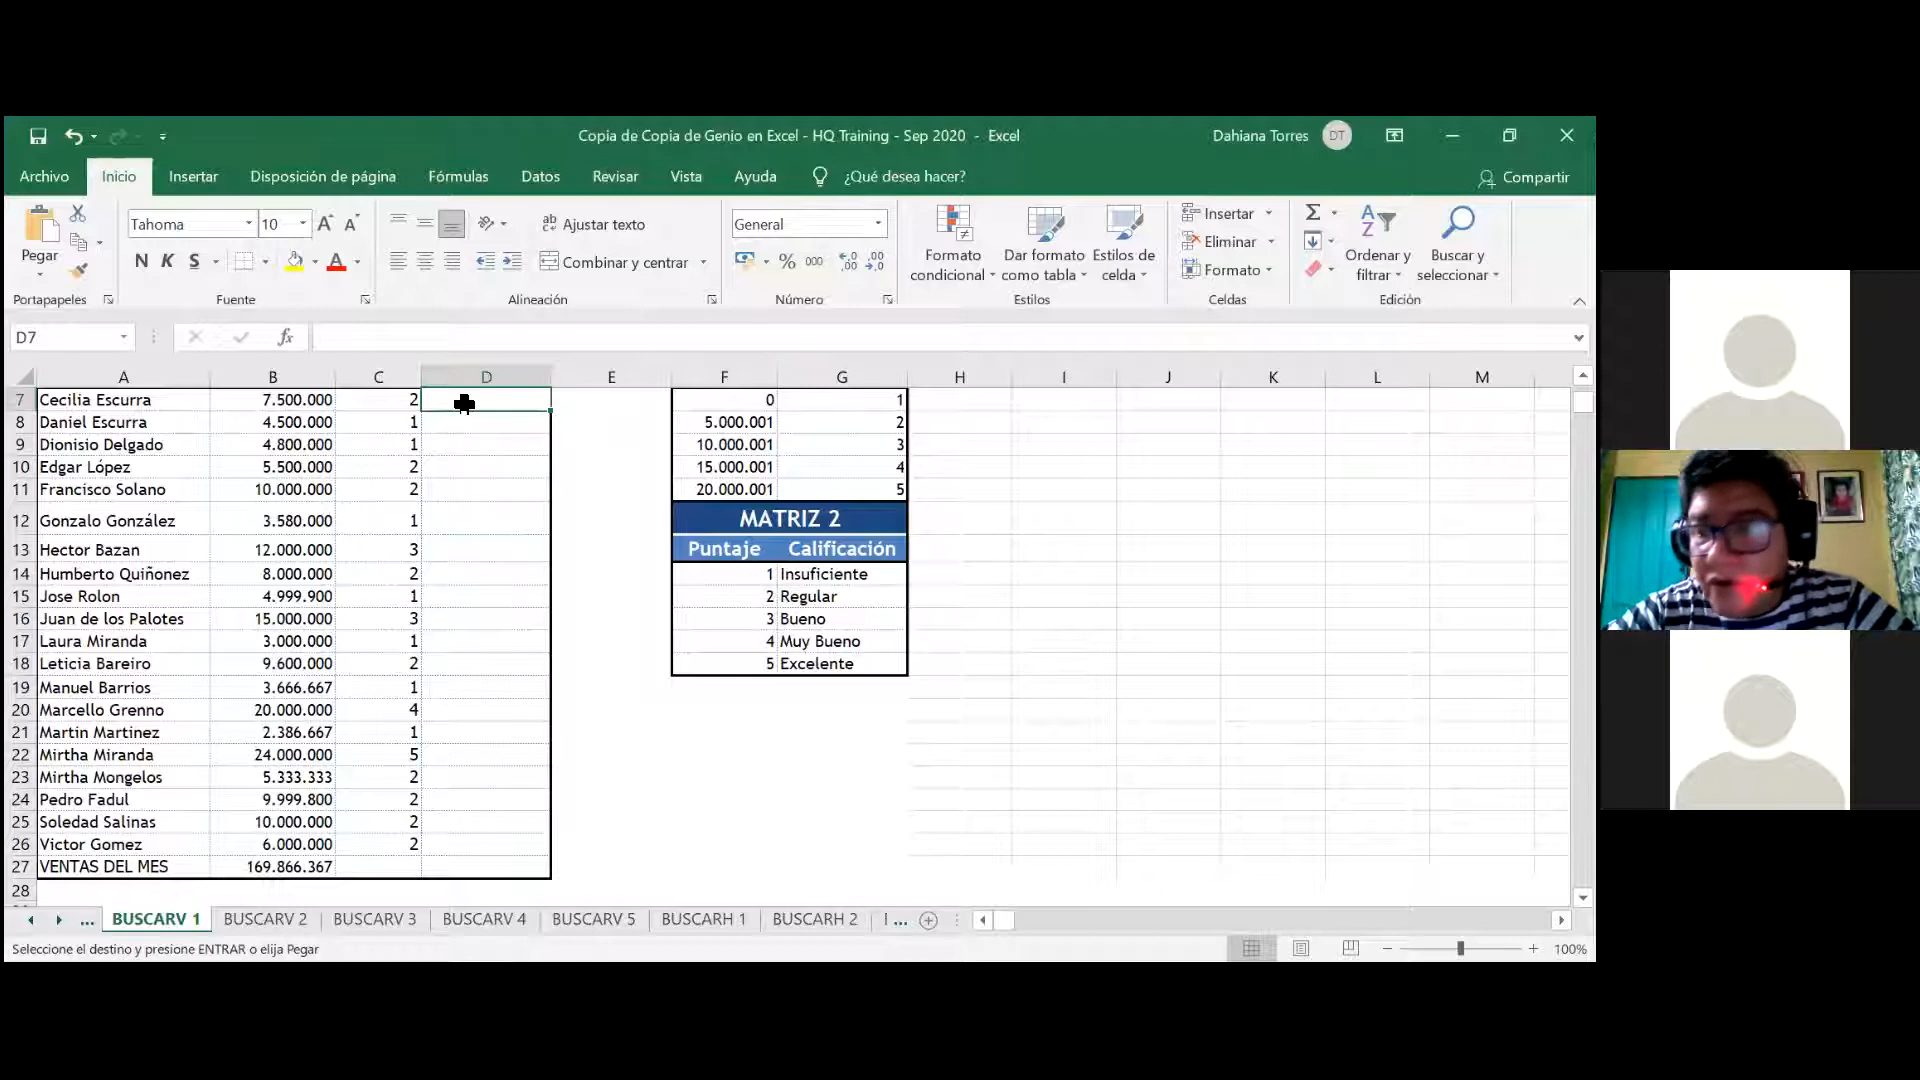 Copia de Copia de Genio en Excel - HQ Training - Sep 2020 - Excel
Dahiana Torres
DT
Archivo Inicio Insertar Disposición de página Fórmulas Datos Revisar Vista Ayuda ¿Qué desea hacer? Compartir
Pegar
Portapapeles
Tahoma 10
N K S
Fuente
Ajustar texto
Combinar y centrar
Alineación
General
% 000
Número
Formato condicional
Dar formato como tabla
Estilos de celda
Estilos
Insertar
Eliminar
Formato
Celdas
Ordenar y filtrar
Buscar y seleccionar
Edición
D7 fx
A B C D E F G H I J K L M
7 Cecilia Escurra 7.500.000 2 0 1
8 Daniel Escurra 4.500.000 1 5.000.001 2
9 Dionisio Delgado 4.800.000 1 10.000.001 3
10 Edgar López 5.500.000 2 15.000.001 4
11 Francisco Solano 10.000.000 2 20.000.001 5
12 Gonzalo González 3.580.000 1 MATRIZ 2
13 Hector Bazan 12.000.000 3 Puntaje Calificación
14 Humberto Quiñonez 8.000.000 2 1 Insuficiente
15 Jose Rolon 4.999.900 1 2 Regular
16 Juan de los Palotes 15.000.000 3 3 Bueno
17 Laura Miranda 3.000.000 1 4 Muy Bueno
18 Leticia Bareiro 9.600.000 2 5 Excelente
19 Manuel Barrios 3.666.667 1
20 Marcello Grenno 20.000.000 4
21 Martin Martinez 2.386.667 1
22 Mirtha Miranda 24.000.000 5
23 Mirtha Mongelos 5.333.333 2
24 Pedro Fadul 9.999.800 2
25 Soledad Salinas 10.000.000 2
26 Victor Gomez 6.000.000 2
27 VENTAS DEL MES 169.866.367
28
... BUSCARV 1 BUSCARV 2 BUSCARV 3 BUSCARV 4 BUSCARV 5 BUSCARH 1 BUSCARH 2 ...
Seleccione el destino y presione ENTRAR o elija Pegar
100%